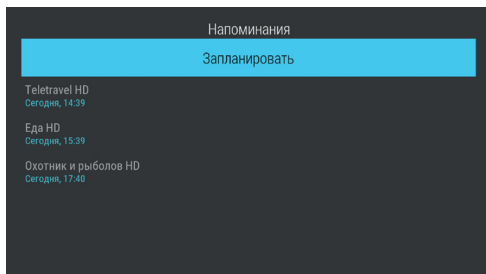 Напоминания
Запланировать
Teletravel HD
Сегодня, 14:39
Еда HD
Сегодня, 15:39
Охотник и рыболов HD
Сегодня, 17:40